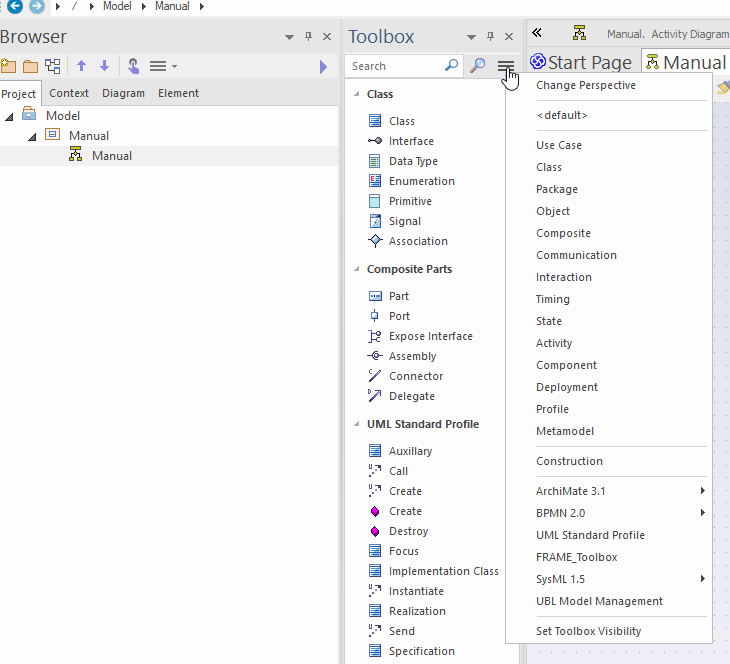 / Model Manual
Browser
Project Context Diagram Element
Model
Manual
Manual
Toolbox
Search
Class
Class
Interface
Data Type
Enumeration
Primitive
Signal
Association
Composite Parts
Part
Port
Expose Interface
Assembly
Connector
Delegate
UML Standard Profile
Auxillary
Call
Create
Create
Destroy
Focus
Implementation Class
Instantiate
Realization
Send
Specification
Manual. Activity Diagram
Start Page Manual
Change Perspective
<default>
Use Case
Class
Package
Object
Composite
Communication
Interaction
Timing
State
Activity
Component
Deployment
Profile
Metamodel
Construction
ArchiMate 3.1
BPMN 2.0
UML Standard Profile
FRAME_Toolbox
SysML 1.5
UBL Model Management
Set Toolbox Visibility